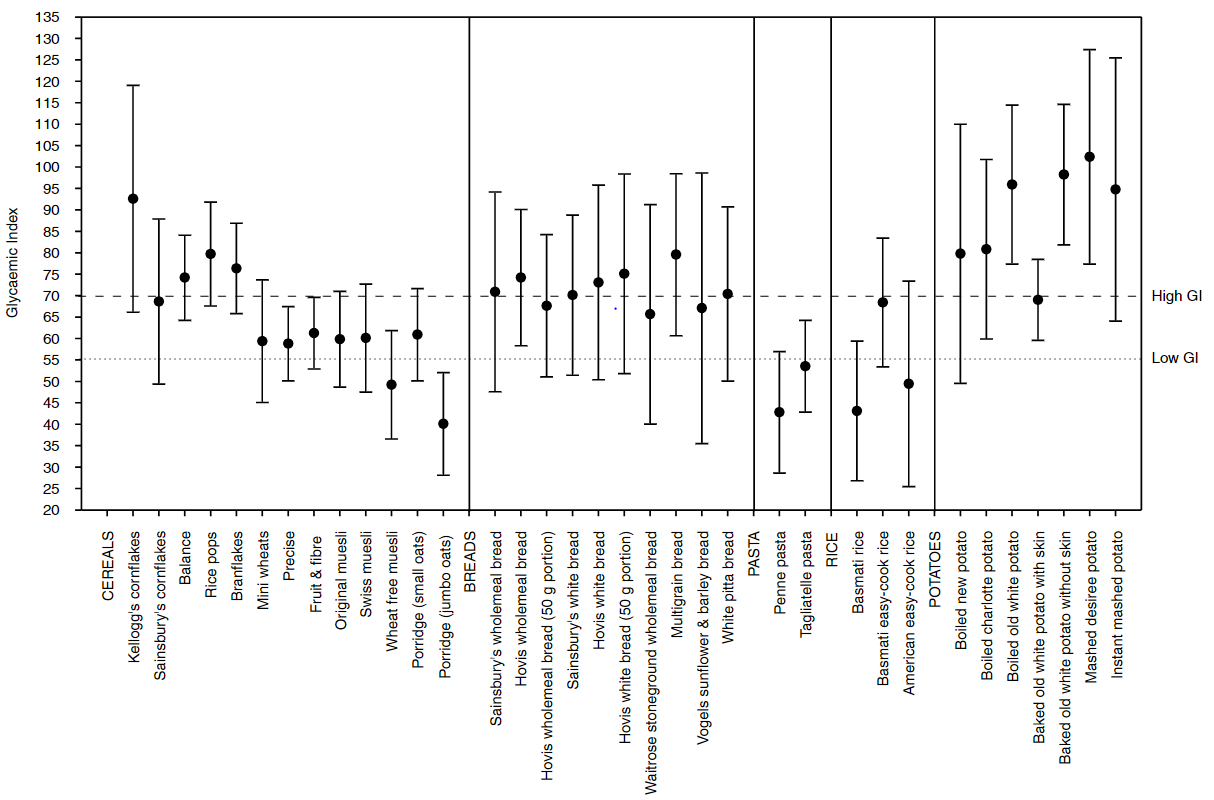 Glycaemic Index
135
130
125
120
115
110
105
100
95
90
85
80
75
70
65
60
55
50
45
40
35
30
25
20
High GI
Low GI
CEREALS
Kellogg's cornflakes
Sainsbury's cornflakes
Balance
Rice pops
Branflakes
Mini wheats
Precise
Fruit & fibre
Original muesli
Swiss muesli
Wheat free muesli
Porridge (small oats)
Porridge (jumbo oats)
BREADS
Sainsbury's wholemeal bread
Hovis wholemeal bread
Hovis wholemeal bread (50 g portion)
Sainsbury's white bread
Hovis white bread
Hovis white bread (50 g portion)
Waitrose stoneground wholemeal bread
Multigrain bread
Vogels sunflower & barley bread
White pitta bread
PASTA
Penne pasta
Tagliatelle pasta
RICE
Basmati rice
Basmati easy-cook rice
American easy-cook rice
POTATOES
Boiled new potato
Boiled charlotte potato
Boiled old white potato
Baked old white potato with skin
Baked old white potato without skin
Mashed desiree potato
Instant mashed potato